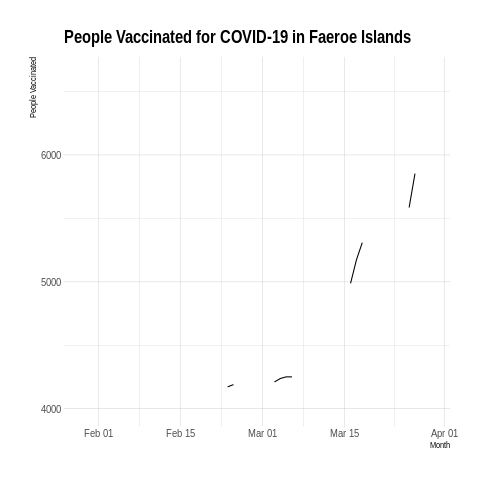 People Vaccinated for COVID-19 in Faeroe Islands
People Vaccinated
6000
5000
4000
Feb 01 Feb 15 Mar 01 Mar 15 Apr 01
Month